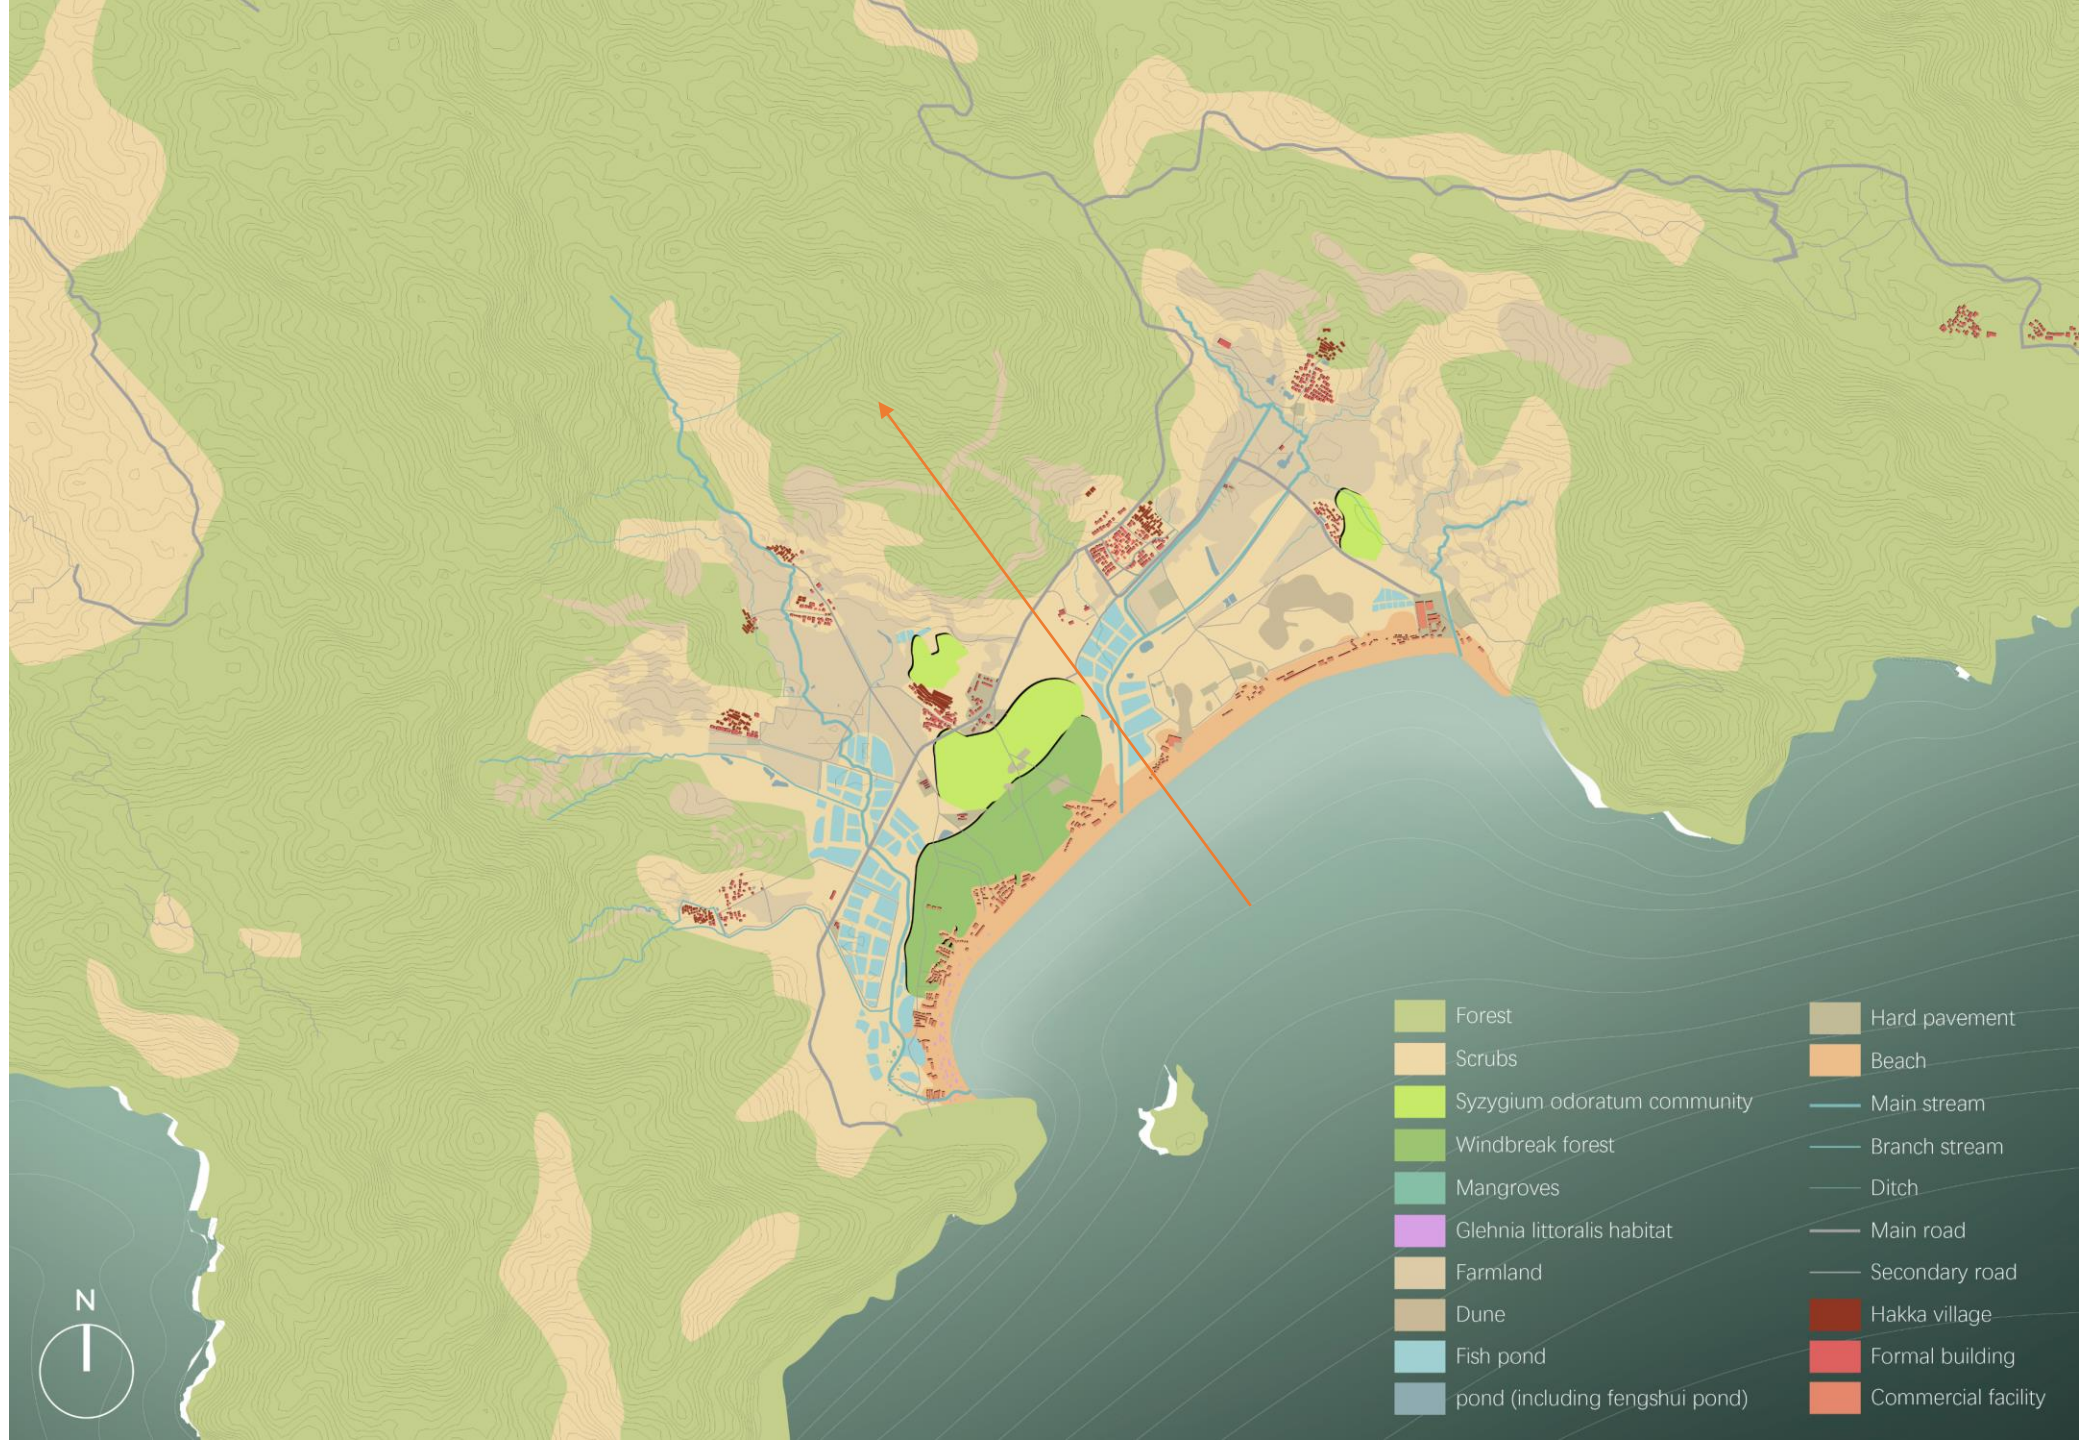 Forest
Scrubs
Syzygium odoratum community
Windbreak forest
Mangroves
Glehnia littoralis habitat
Farmland
Dune
Fish pond
pond (including fengshui pond)
Hard pavement
Beach
Main stream
Branch stream
Ditch
Main road
Secondary road
Hakka village
Formal building
Commercial facility
N